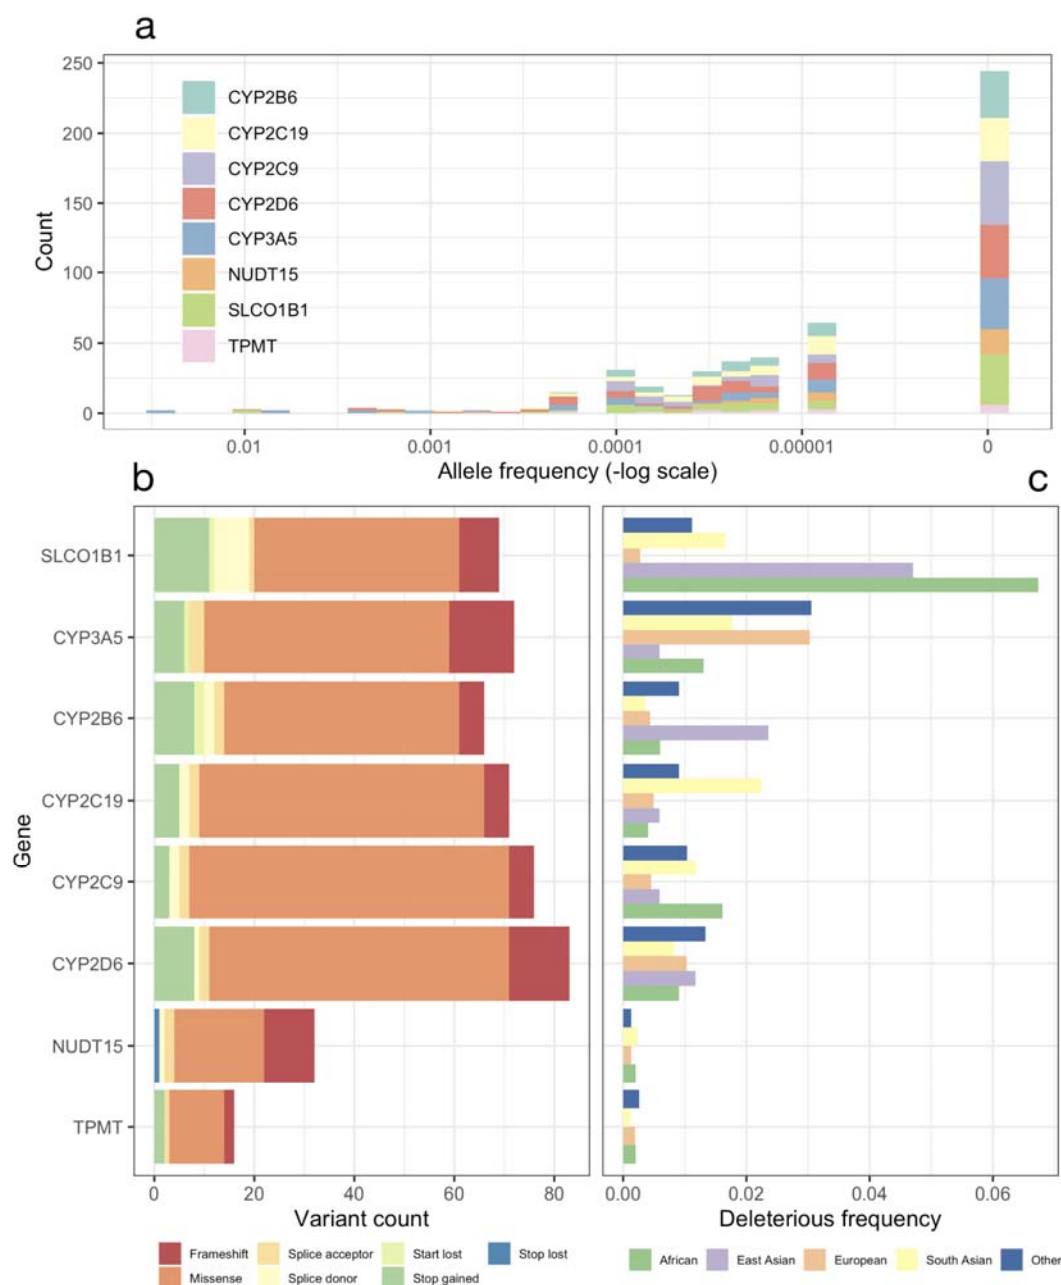 a
250
200
150
100
50
0
Count
CYP2B6
CYP2C19
CYP2C9
CYP2D6
CYP3A5
NUDT15
SLCO1B1
TPMT
0.01 0.001 0.0001 0.00001 0
Allele frequency (-log scale)
b
SLCO1B1
CYP3A5
CYP2B6
CYP2C19
CYP2C9
CYP2D6
NUDT15
TPMT
Gene
0 20 40 60 80
Variant count
Frameshift Splice acceptor Start lost Stop lost
Missense Splice donor Stop gained
c
0.00 0.02 0.04 0.06
Deleterious frequency
African East Asian European South Asian Other